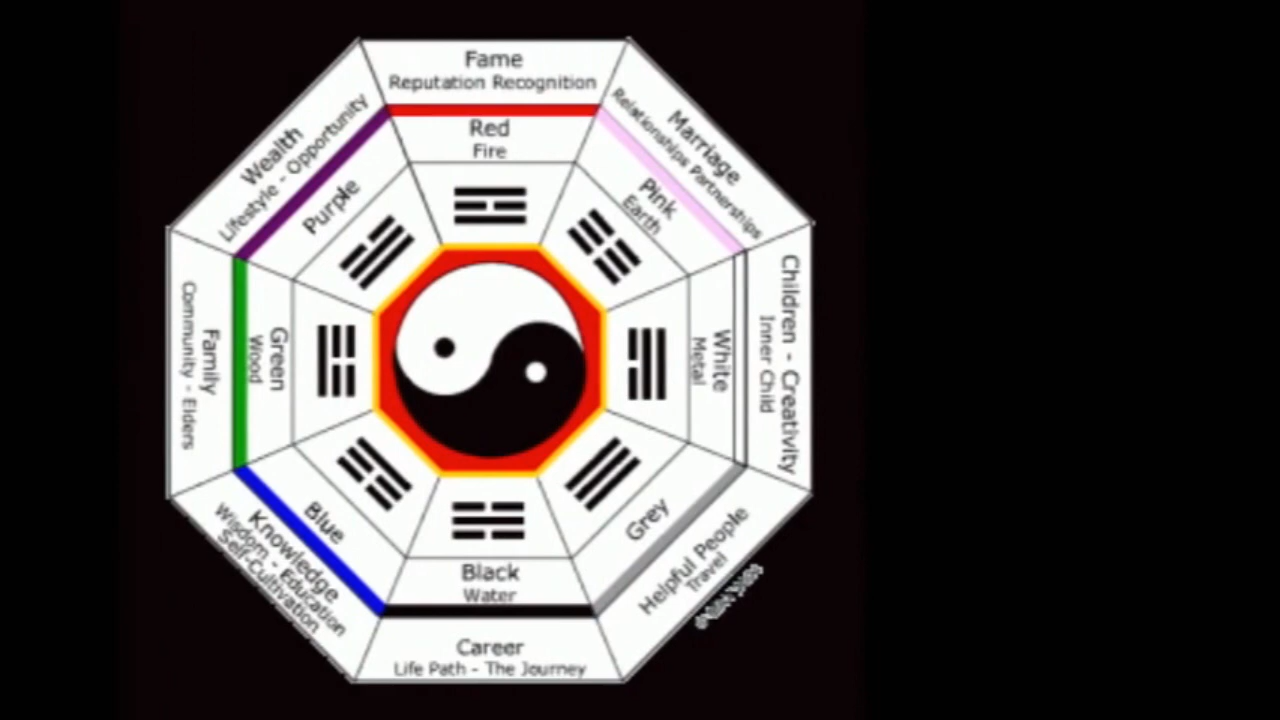 Fame
Reputation Recognition
Red
Fire
Marriage
Relationships Partnerships
Pink
Earth
Children - Creativity
Inner Child
White
Metal
Helpful People
Travel
Grey
Career
Life Path - The Journey
Black
Water
Knowledge
Wisdom - Education
Self-Cultivation
Blue
Family
Community - Elders
Green
Wood
Wealth
Lifestyle - Opportunity
Purple